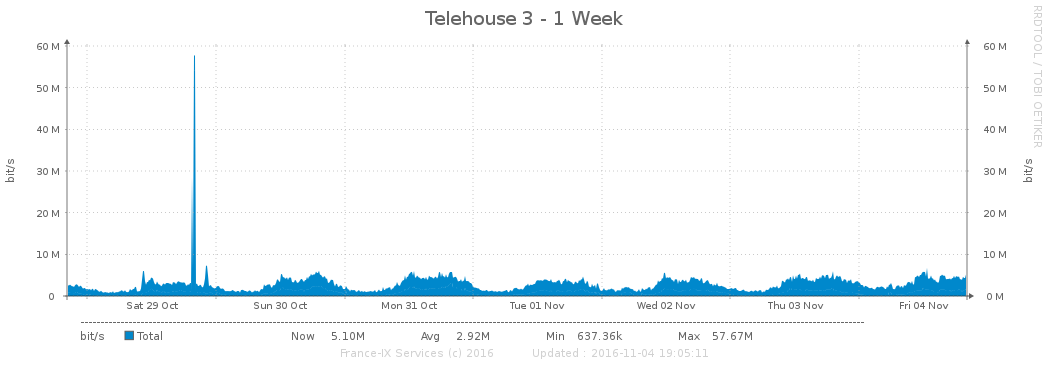 Telehouse 3 - 1 Week
RRDTOOL / TOBI OETIKER
60 M 60 M
50 M 50 M
40 M 40 M
30 M 30 M
20 M 20 M
10 M 10 M
0 0 M
bit/s
bit/s
Sat 29 Oct Sun 30 Oct Mon 31 Oct Tue 01 Nov Wed 02 Nov Thu 03 Nov Fri 04 Nov
bit/s Total Now 5.10M Avg 2.92M Min 637.36k Max 57.67M
France-IX Services (c) 2016 Updated : 2016-11-04 19:05:11